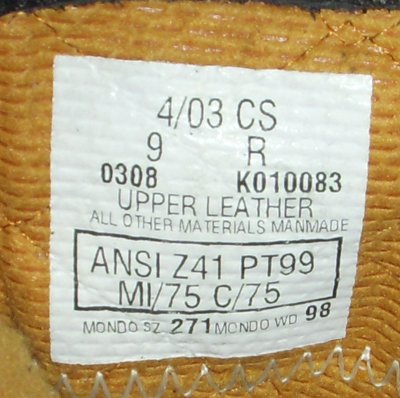 4/03 CS
9 R
0308 K010083
UPPER LEATHER
ALL OTHER MATERIALS MANMADE
ANSI Z41 PT99
MI/75 C/75
MONDO SZ 271 MONDO WD 98